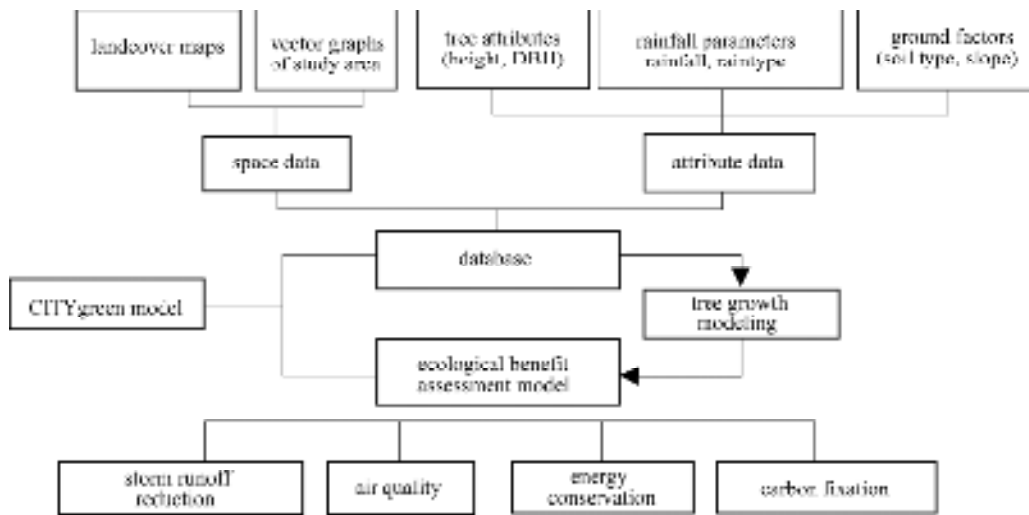 landcover maps
vector graphs
of study area
tree attributes
(height, DBH)
rainfall parameters
rainfall, raintype
ground factors
(soil type, slope)
space data
attribute data
database
CITYgreen model
tree growth
modeting
ecological benefit
assessment model
storm runoff
reduction
air quality
energy
conservation
carbon fixation